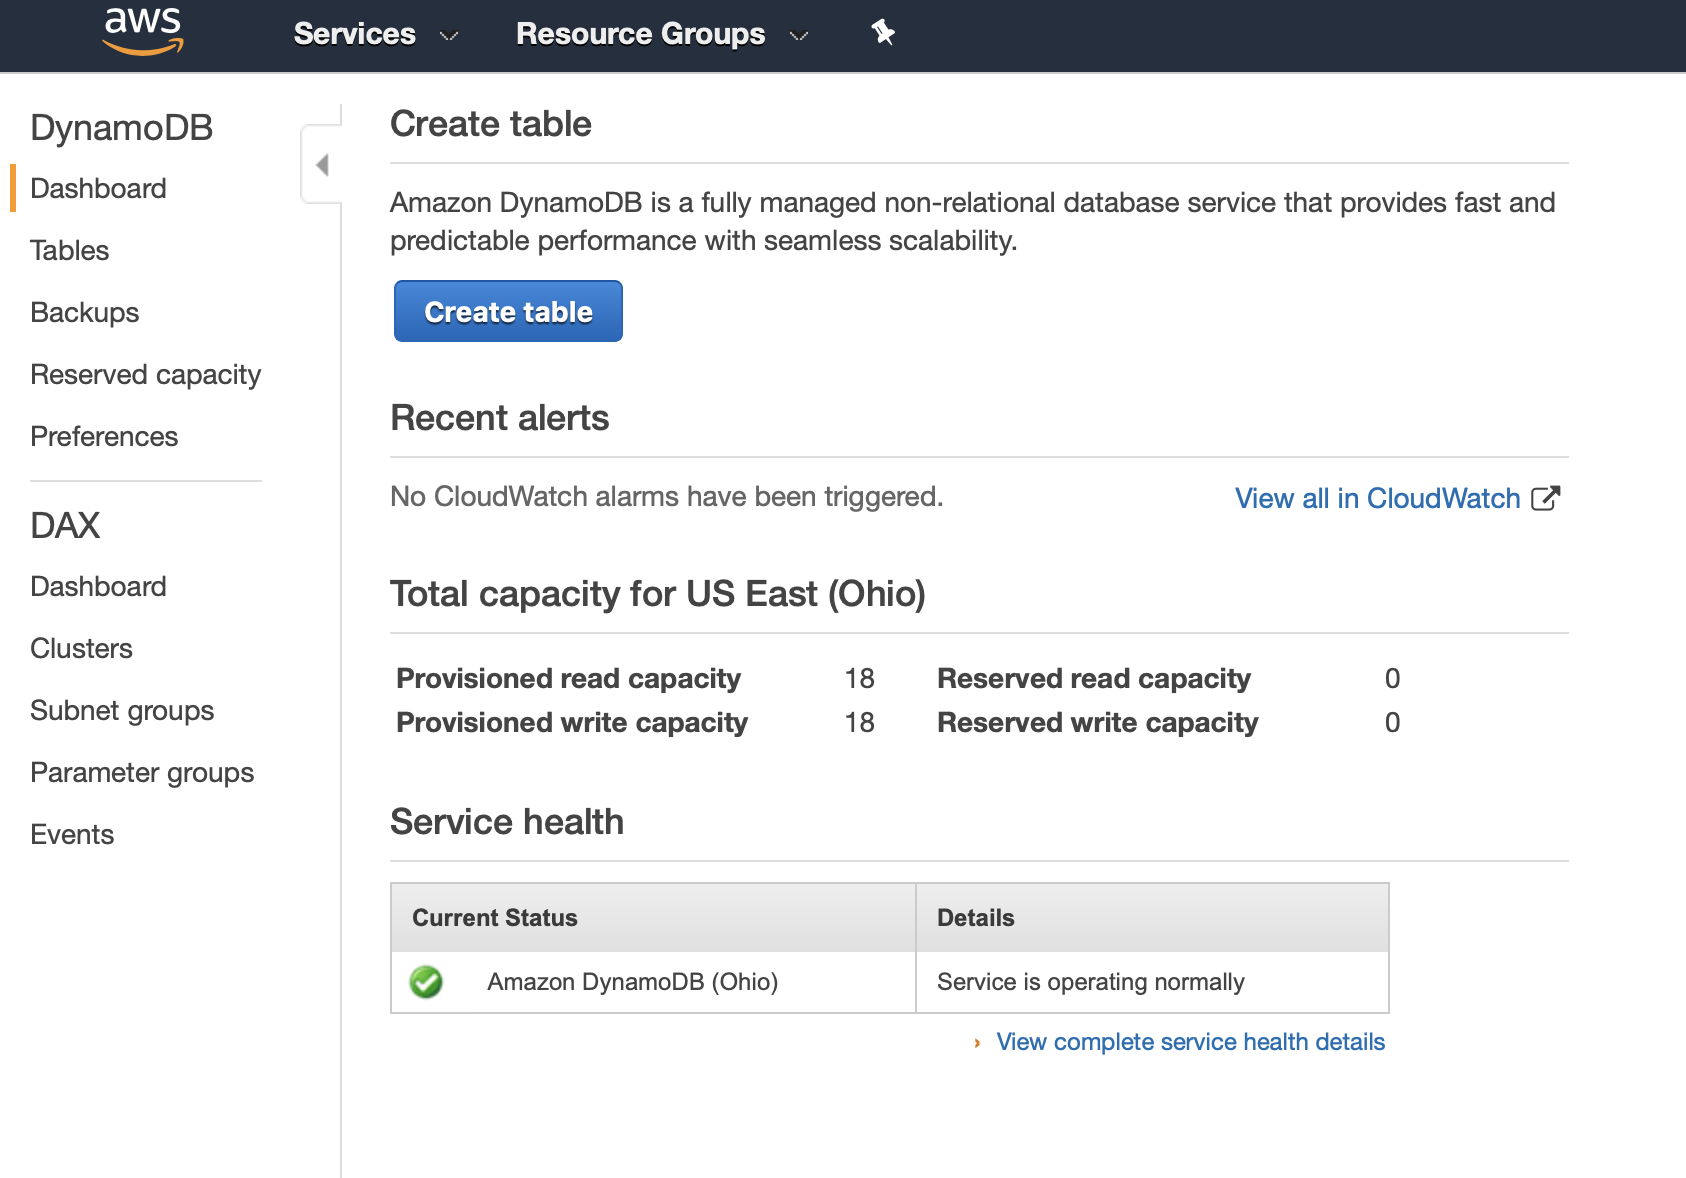 aws
Services
Resource Groups
DynamoDB
Dashboard
Tables
Backups
Reserved capacity
Preferences
DAX
Dashboard
Clusters
Subnet groups
Parameter groups
Events
Create table
Amazon DynamoDB is a fully managed non-relational database service that provides fast and
predictable performance with seamless scalability.
Create table
Recent alerts
No CloudWatch alarms have been triggered.
View all in CloudWatch
Total capacity for US East (Ohio)
Provisioned read capacity 18 Reserved read capacity 0
Provisioned write capacity 18 Reserved write capacity 0
Service health
Current Status Details
Amazon DynamoDB (Ohio) Service is operating normally
View complete service health details